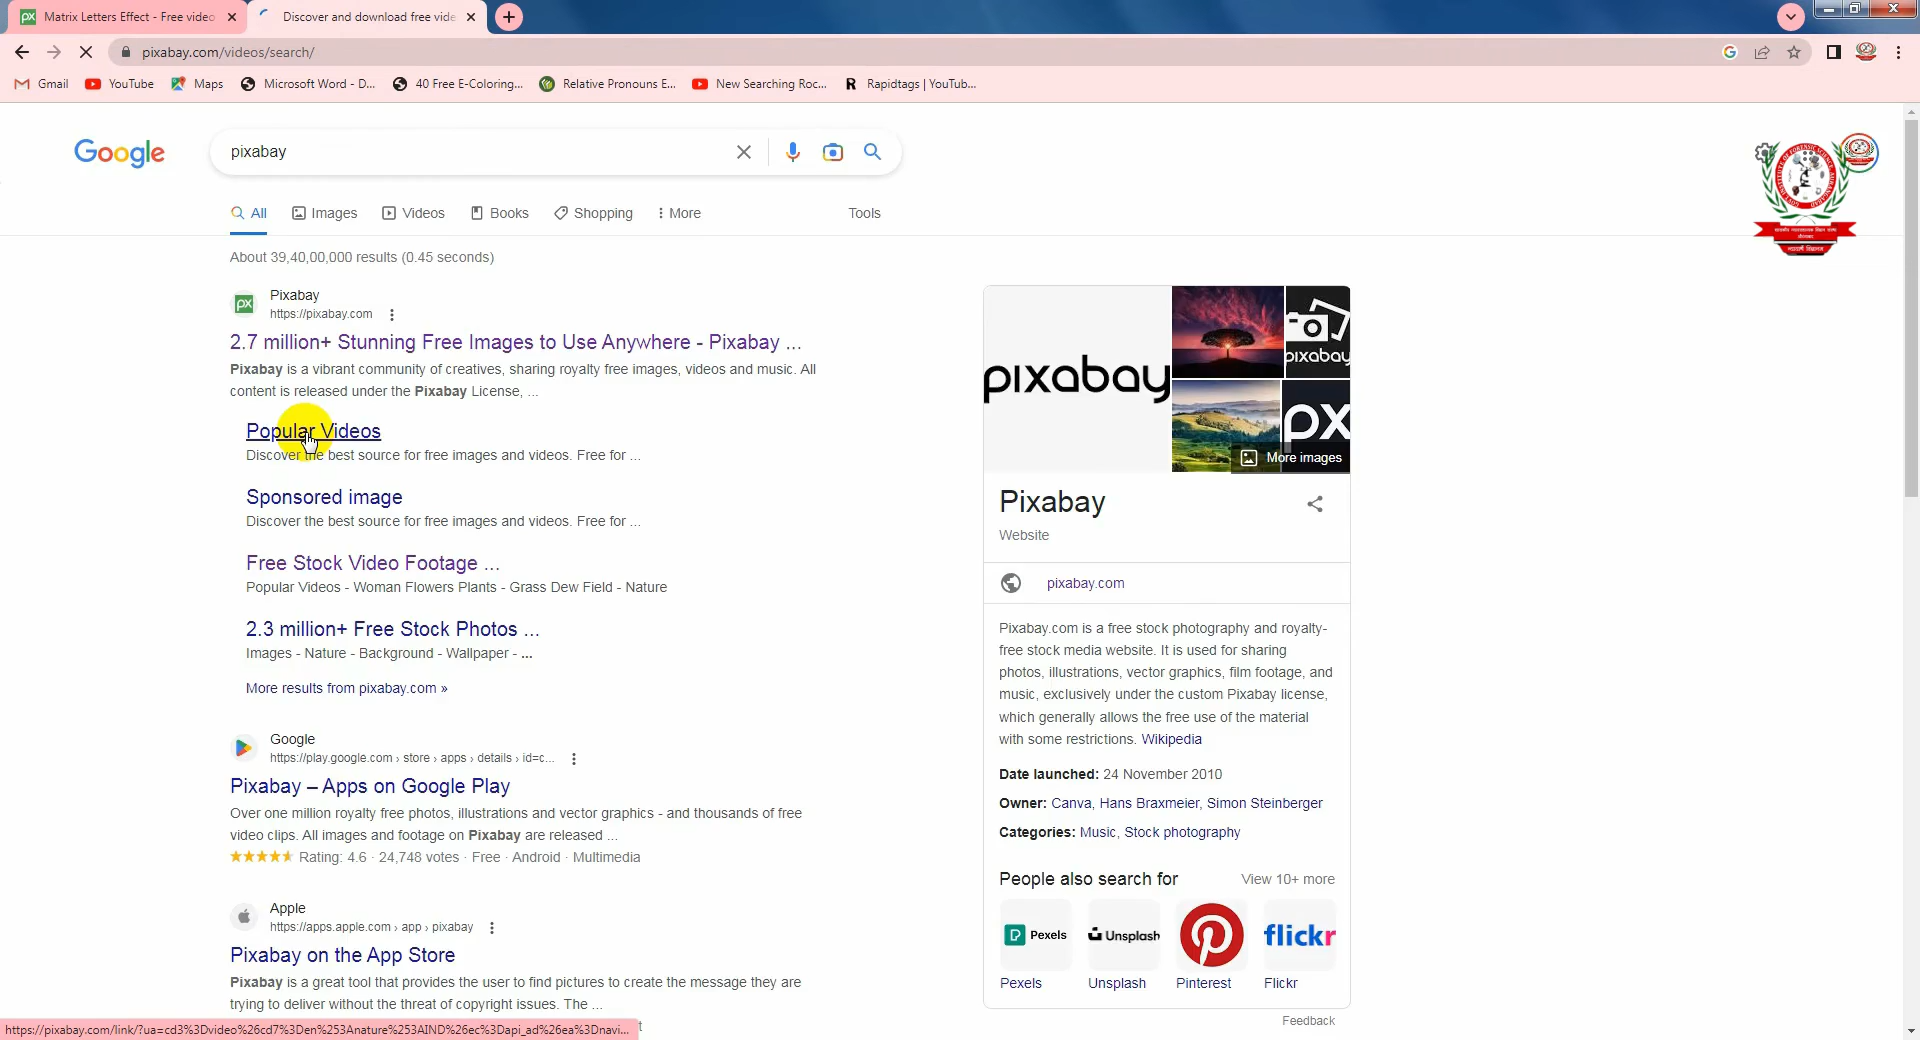 Matrix Letters Effect - Free video
Discover and download free vide
pixabay.com/videos/search/
Gmail
YouTube
Maps
Microsoft Word - D...
40 Free E-Coloring...
Relative Pronouns E...
New Searching Roc...
Rapidtags | YouTub...
Google
pixabay
All
Images
Videos
Books
Shopping
More
Tools
About 39,40,00,000 results (0.45 seconds)
Pixabay
https://pixabay.com
2.7 million+ Stunning Free Images to Use Anywhere - Pixabay ...
Pixabay is a vibrant community of creatives, sharing royalty free images, videos and music. All
content is released under the Pixabay License, ...
Popular Videos
Discover the best source for free images and videos. Free for ...
Sponsored image
Discover the best source for free images and videos. Free for ...
Free Stock Video Footage ...
Popular Videos - Woman Flowers Plants - Grass Dew Field - Nature
2.3 million+ Free Stock Photos ...
Images - Nature - Background - Wallpaper - ...
More results from pixabay.com »
Google
https://play.google.com › store › apps › details › id=c...
Pixabay – Apps on Google Play
Over one million royalty free photos, illustrations and vector graphics - and thousands of free
video clips. All images and footage on Pixabay are released ...
Rating: 4.6 · 24,748 votes · Free · Android · Multimedia
Apple
https://apps.apple.com › app › pixabay
Pixabay on the App Store
Pixabay is a great tool that provides the user to find pictures to create the message they are
trying to deliver without the threat of copyright issues. The ...
https://pixabay.com/link/?ua=cd3%3Dvideo%26cd7%3Den%253Anature%253AIND%26ec%3Dapi_ad%26ea%3Dnavi...
pixabay
pixabay
px
More images
Pixabay
Website
pixabay.com
Pixabay.com is a free stock photography and royalty-
free stock media website. It is used for sharing
photos, illustrations, vector graphics, film footage, and
music, exclusively under the custom Pixabay license,
which generally allows the free use of the material
with some restrictions. Wikipedia
Date launched: 24 November 2010
Owner: Canva, Hans Braxmeier, Simon Steinberger
Categories: Music, Stock photography
People also search for
View 10+ more
Pexels
Unsplash
flickr
Pexels
Unsplash
Pinterest
Flickr
Feedback